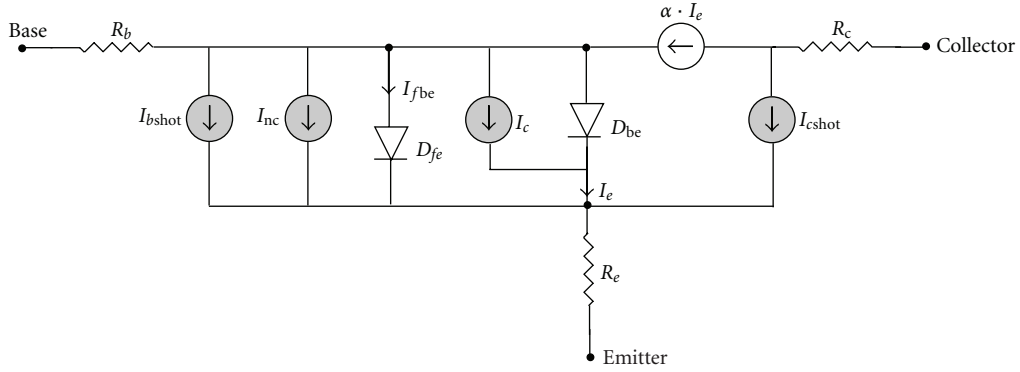 α · I_e
Base
R_b
R_c
Collector
I_fbe
I_bshot
I_nc
I_c
D_be
I_cshot
D_fe
I_e
R_e
Emitter